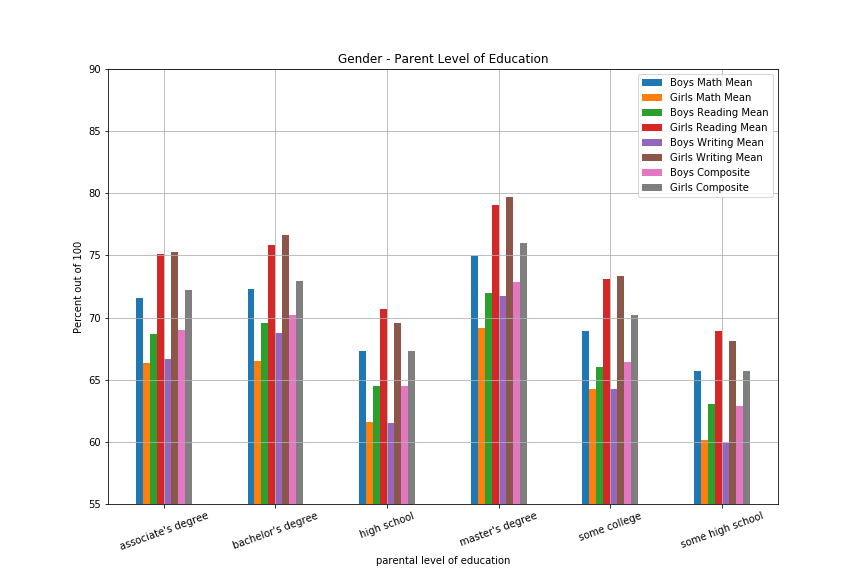 Gender - Parent Level of Education
90
85
80
75
70
65
60
55
Percent out of 100
Boys Math Mean
Girls Math Mean
Boys Reading Mean
Girls Reading Mean
Boys Writing Mean
Girls Writing Mean
Boys Composite
Girls Composite
associate's degree
bachelor's degree
high school
master's degree
some college
some high school
parental level of education